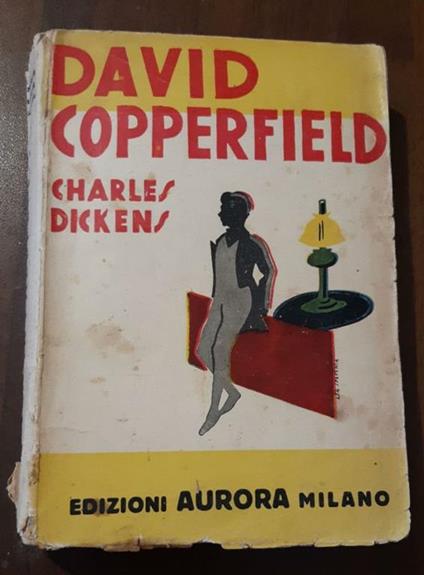 DAVID
COPPERFIELD
CHARLES
DICKENS
EDIZIONI AURORA MILANO